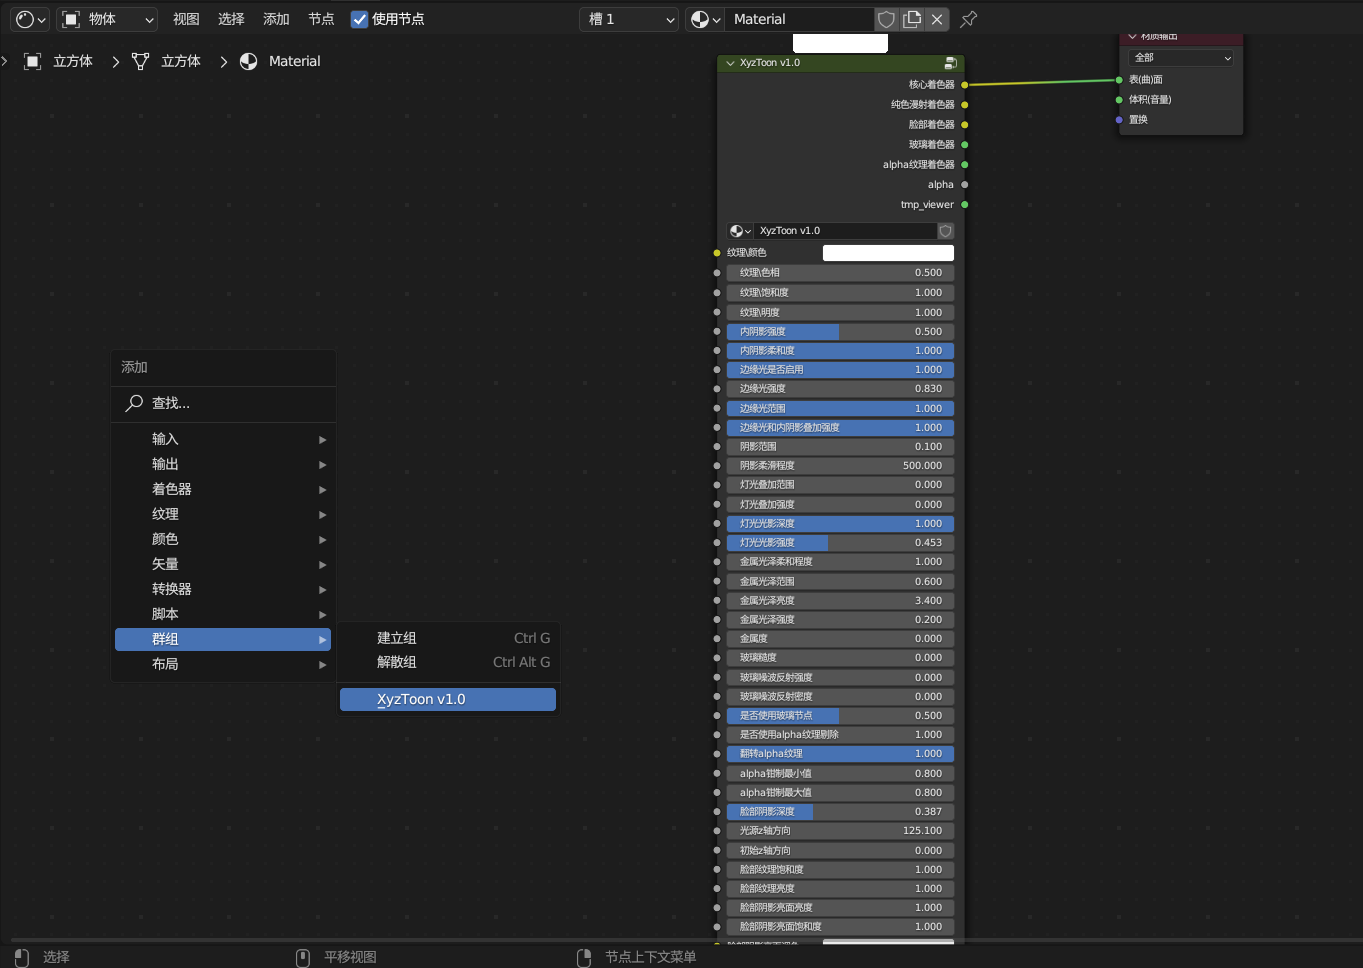 物体
视图
选择
添加
节点
使用节点
槽 1
Material
立方体
立方体
Material
XyzToon v1.0
核心着色器
纯色漫射着色器
脸部着色器
玻璃着色器
alpha纹理着色器
alpha
tmp_viewer
XyzToon v1.0
纹理\颜色
纹理\色相 0.500
纹理\饱和度 1.000
纹理\明度 1.000
内阴影强度 0.500
内阴影柔和度 1.000
边缘光是否启用 1.000
边缘光强度 0.830
边缘光范围 1.000
边缘光和内阴影叠加强度 1.000
阴影范围 0.100
阴影柔滑程度 500.000
灯光叠加范围 0.000
灯光叠加强度 0.000
灯光光影深度 1.000
灯光光影强度 0.453
金属光泽柔和程度 1.000
金属光泽范围 0.600
金属光泽亮度 3.400
金属光泽强度 0.200
金属度 0.000
玻璃糙度 0.000
玻璃噪波反射强度 0.000
玻璃噪波反射密度 0.000
是否使用玻璃节点 0.500
是否使用alpha纹理剔除 1.000
翻转alpha纹理 1.000
alpha钳制最小值 0.800
alpha钳制最大值 0.800
脸部阴影深度 0.387
光源z轴方向 125.100
初始z轴方向 0.000
脸部纹理饱和度 1.000
脸部纹理亮度 1.000
脸部阴影亮面亮度 1.000
脸部阴影亮面饱和度 1.000
材质输出
全部
表(曲)面
体积(音量)
置换
添加
查找...
输入
输出
着色器
纹理
颜色
矢量
转换器
脚本
群组
布局
建立组 Ctrl G
解散组 Ctrl Alt G
XyzToon v1.0
选择
平移视图
节点上下文菜单